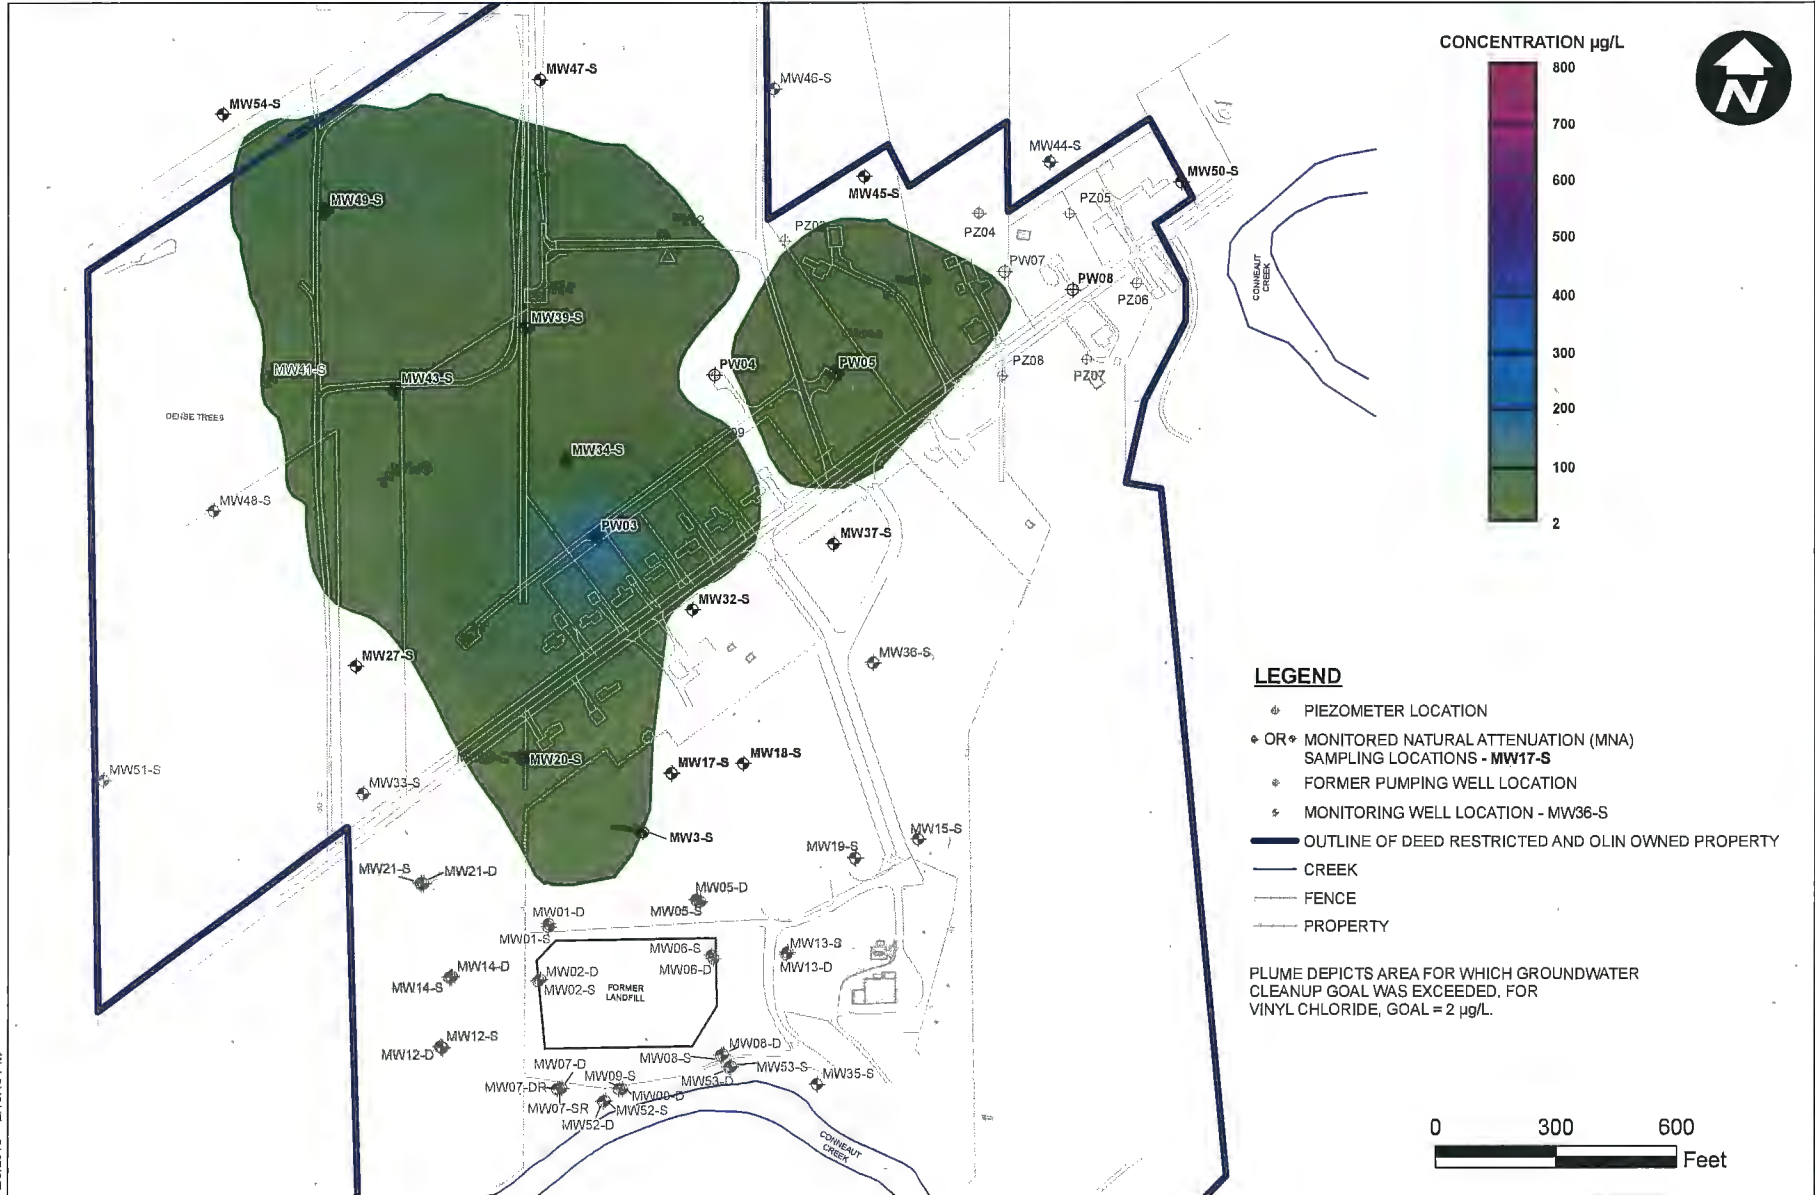 CONCENTRATION µg/L
800
700
600
500
400
300
200
100
2
N
MW47-S
MW46-S
MW54-S
MW44-S
MW50-S
MW45-S
MW49-S
PZ05
PZ04
PW07
PW08
PZ06
CONNEAUT
CREEK
MW39-S
PZ08
PZ07
PW04
PW05
MW41-S
MW43-S
DENSE TREES
MW34-S
MW48-S
PW03
MW37-S
MW32-S
MW27-S
MW36-S
MW20-S
MW17-S
MW18-S
MW51-S
MW33-S
MW3-S
MW15-S
MW19-S
MW21-S
MW21-D
MW05-D
MW05-S
MW01-D
MW01-S
MW06-S
MW06-D
MW13-S
MW13-D
MW14-D
MW14-S
MW02-D
MW02-S
FORMER
LANDFILL
MW12-S
MW12-D
MW08-D
MW08-S
MW53-S
MW53-D
MW35-S
MW07-D
MW07-DR
MW07-SR
MW09-S
MW09-D
MW52-S
MW52-D
CONNEAUT
CREEK
LEGEND
PIEZOMETER LOCATION
OR MONITORED NATURAL ATTENUATION (MNA)
SAMPLING LOCATIONS - MW17-S
FORMER PUMPING WELL LOCATION
MONITORING WELL LOCATION - MW36-S
OUTLINE OF DEED RESTRICTED AND OLIN OWNED PROPERTY
CREEK
FENCE
PROPERTY
PLUME DEPICTS AREA FOR WHICH GROUNDWATER
CLEANUP GOAL WAS EXCEEDED. FOR
VINYL CHLORIDE, GOAL = 2 µg/L.
0 300 600
Feet